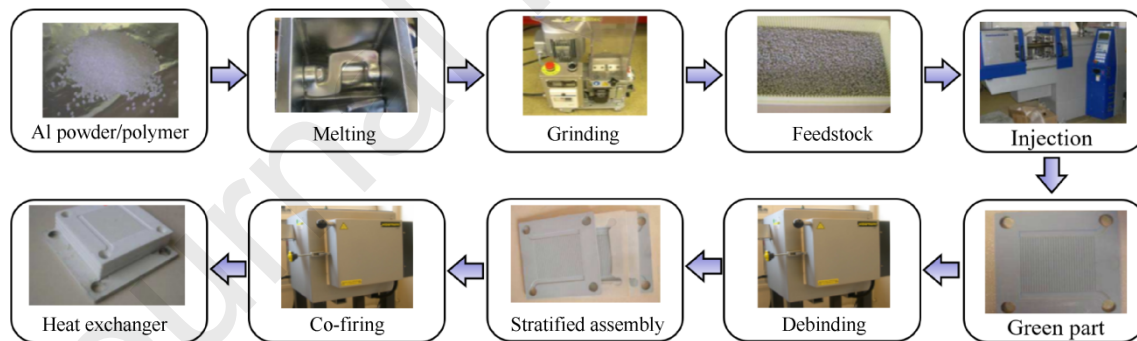 Al powder/polymer
Melting
Grinding
Feedstock
Injection
Heat exchanger
Co-firing
Stratified assembly
Debinding
Green part